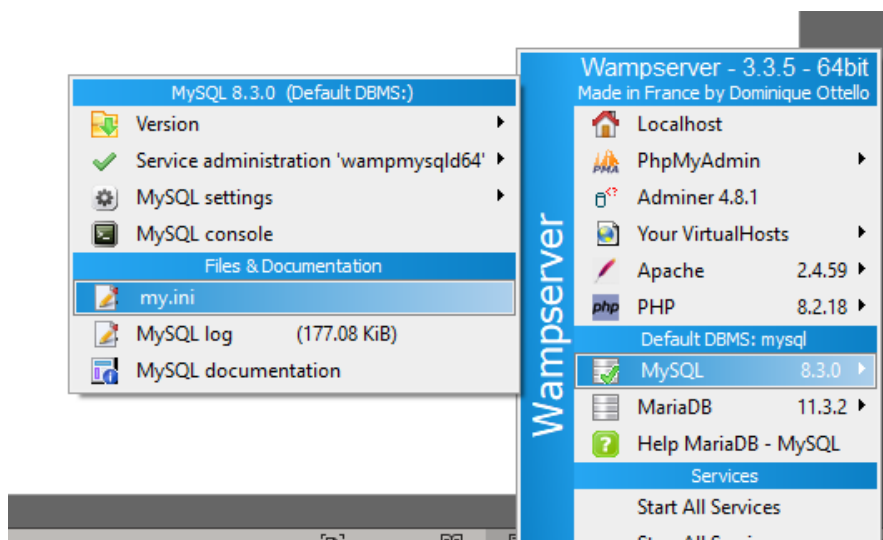 MySQL 8.3.0 (Default DBMS:)
Version
Service administration 'wampmysqld64'
MySQL settings
MySQL console
Files & Documentation
my.ini
MySQL log (177.08 KiB)
MySQL documentation
Wampserver
Wampserver - 3.3.5 - 64bit
Made in France by Dominique Ottello
Localhost
PMA
PhpMyAdmin
Adminer 4.8.1
Your VirtualHosts
Apache 2.4.59
php
PHP 8.2.18
Default DBMS: mysql
MySQL 8.3.0
MariaDB 11.3.2
Help MariaDB - MySQL
Services
Start All Services